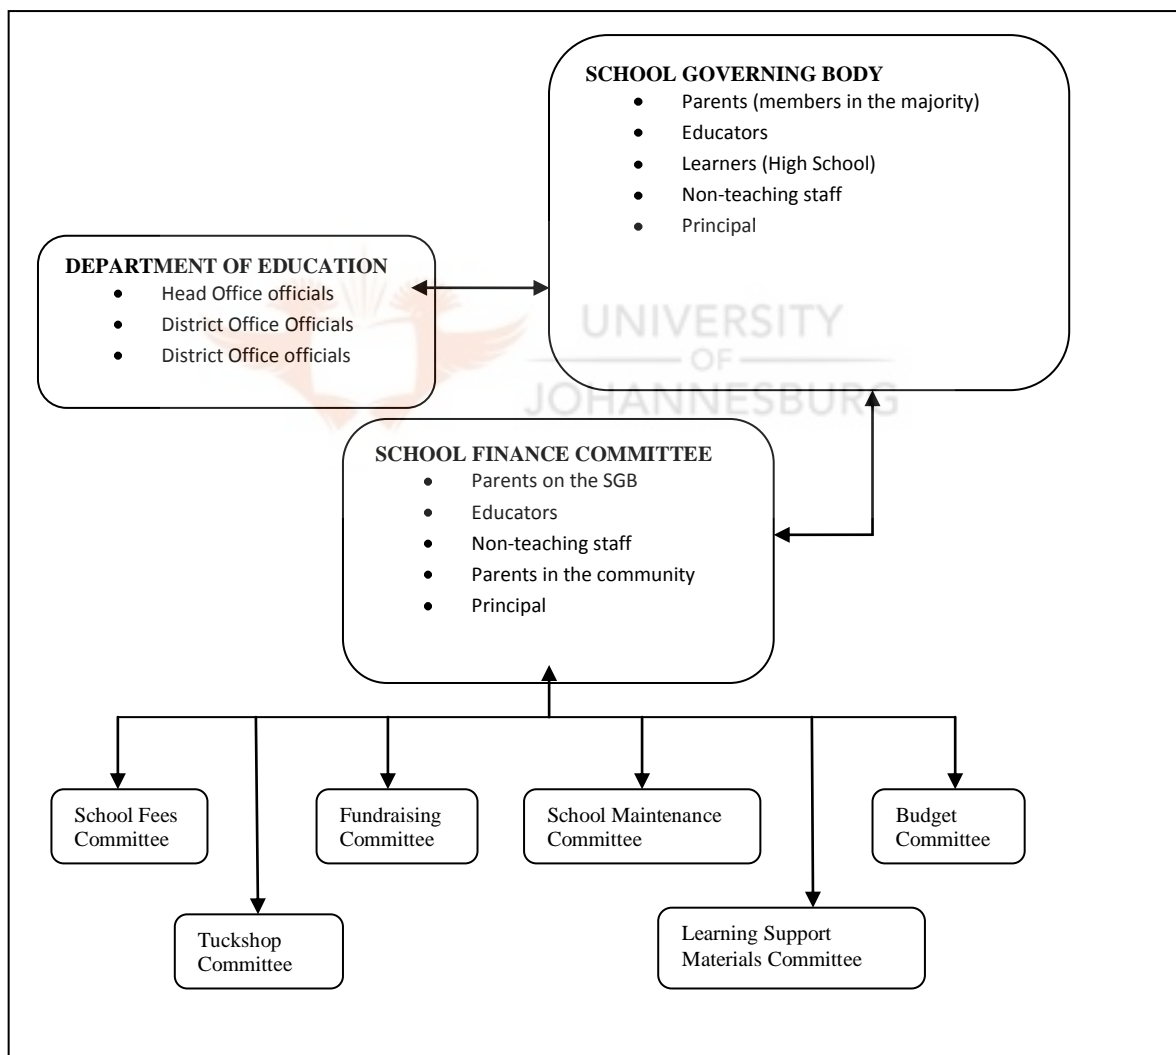 SCHOOL GOVERNING BODY
• Parents (members in the majority)
• Educators
• Learners (High School)
• Non-teaching staff
• Principal
DEPARTMENT OF EDUCATION
• Head Office officials
• District Office Officials
• District Office officials
UNIVERSITY
OF
JOHANNESBURG
SCHOOL FINANCE COMMITTEE
• Parents on the SGB
• Educators
• Non-teaching staff
• Parents in the community
• Principal
School Fees
Committee
Fundraising
Committee
School Maintenance
Committee
Budget
Committee
Tuckshop
Committee
Learning Support
Materials Committee